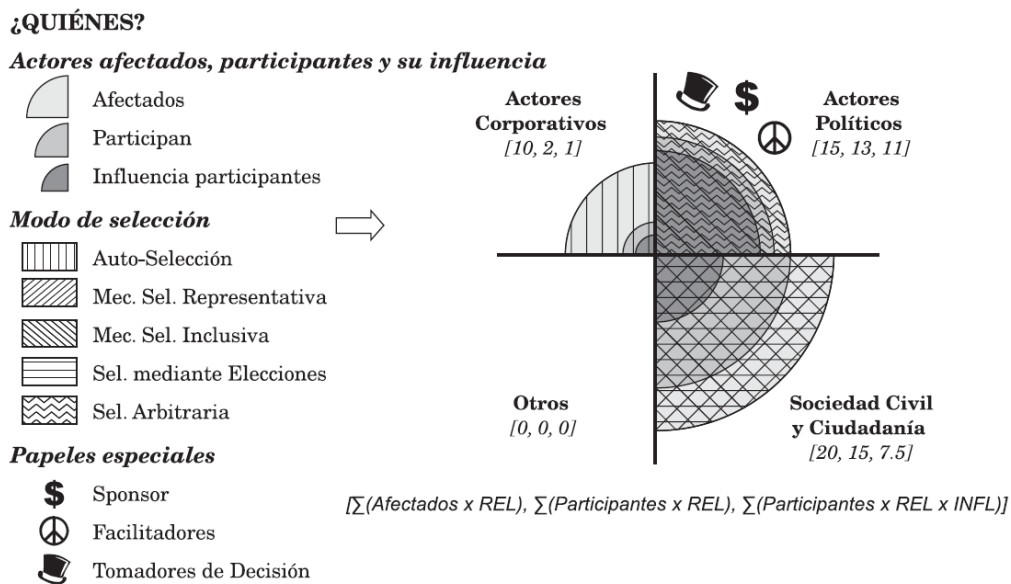 ¿QUIÉNES?
Actores afectados, participantes y su influencia
Afectados
Participan
Influencia participantes
Modo de selección
Auto-Selección
Mec. Sel. Representativa
Mec. Sel. Inclusiva
Sel. mediante Elecciones
Sel. Arbitraria
Papeles especiales
$ Sponsor
Facilitadores
Tomadores de Decisión
Actores
Corporativos
[10, 2, 1]
$
Actores
Políticos
[15, 13, 11]
Otros
[0, 0, 0]
Sociedad Civil
y Ciudadanía
[20, 15, 7.5]
[∑(Afectados x REL), ∑(Participantes x REL), ∑(Participantes x REL x INFL)]